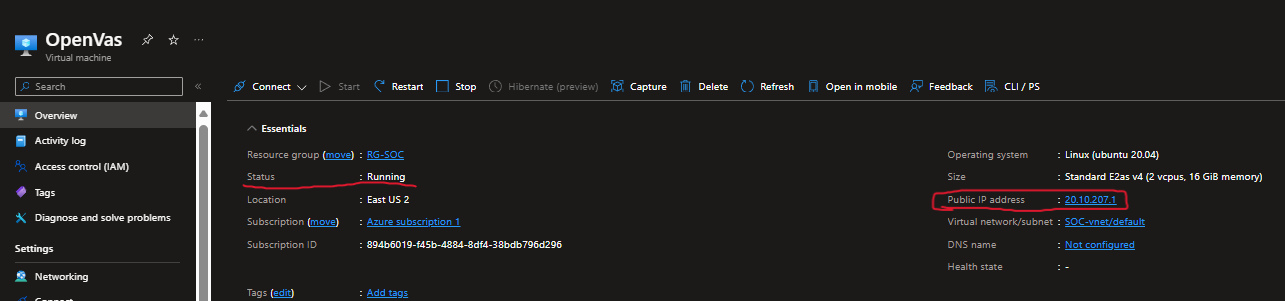 OpenVas
Virtual machine
Search
Connect Start Restart Stop Hibernate (preview) Capture Delete Refresh Open in mobile Feedback CLI / PS
Overview
Activity log
Access control (IAM)
Tags
Diagnose and solve problems
Settings
Networking
Connect
Essentials
Resource group (move) : RG-SOC
Status : Running
Location : East US 2
Subscription (move) : Azure subscription 1
Subscription ID : 894b6019-f45b-4884-8df4-38bdb796d296
Tags (edit) : Add tags
Operating system : Linux (ubuntu 20.04)
Size : Standard E2as v4 (2 vcpus, 16 GiB memory)
Public IP address : 20.10.207.1
Virtual network/subnet : SOC-vnet/default
DNS name : Not configured
Health state : -